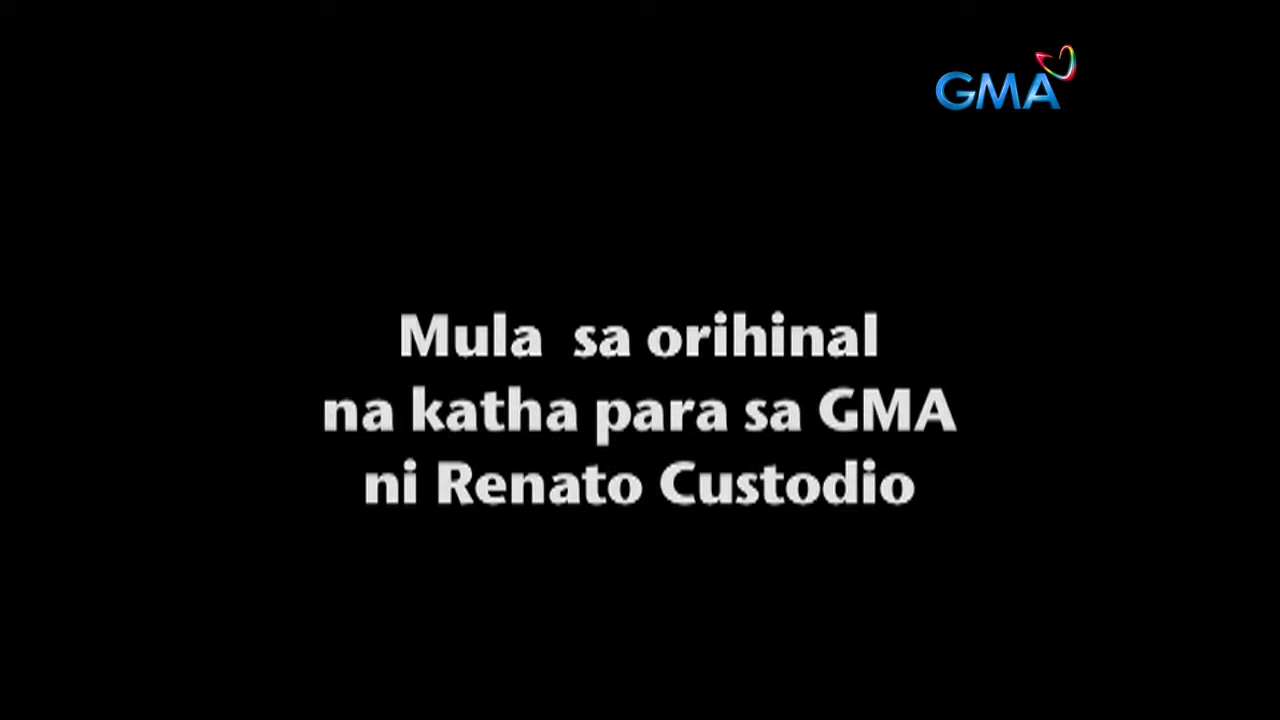 GMA
Mula sa orihinal
na katha para sa GMA
ni Renato Custodio